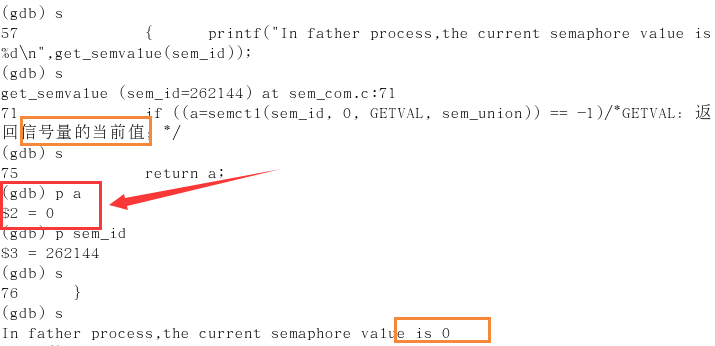 (gdb) s
57 { printf("In father process,the current semaphore value is
%d\n",get_semvalue(sem_id));
(gdb) s
get_semvalue (sem_id=262144) at sem_com.c:71
71 if ((a=semctl(sem_id, 0, GETVAL, sem_union)) == -1)/*GETVAL：返
回信号量的当前值；*/
(gdb) s
75 return a;
(gdb) p a
$2 = 0
(gdb) p sem_id
$3 = 262144
(gdb) s
76 }
(gdb) s
In father process,the current semaphore value is 0